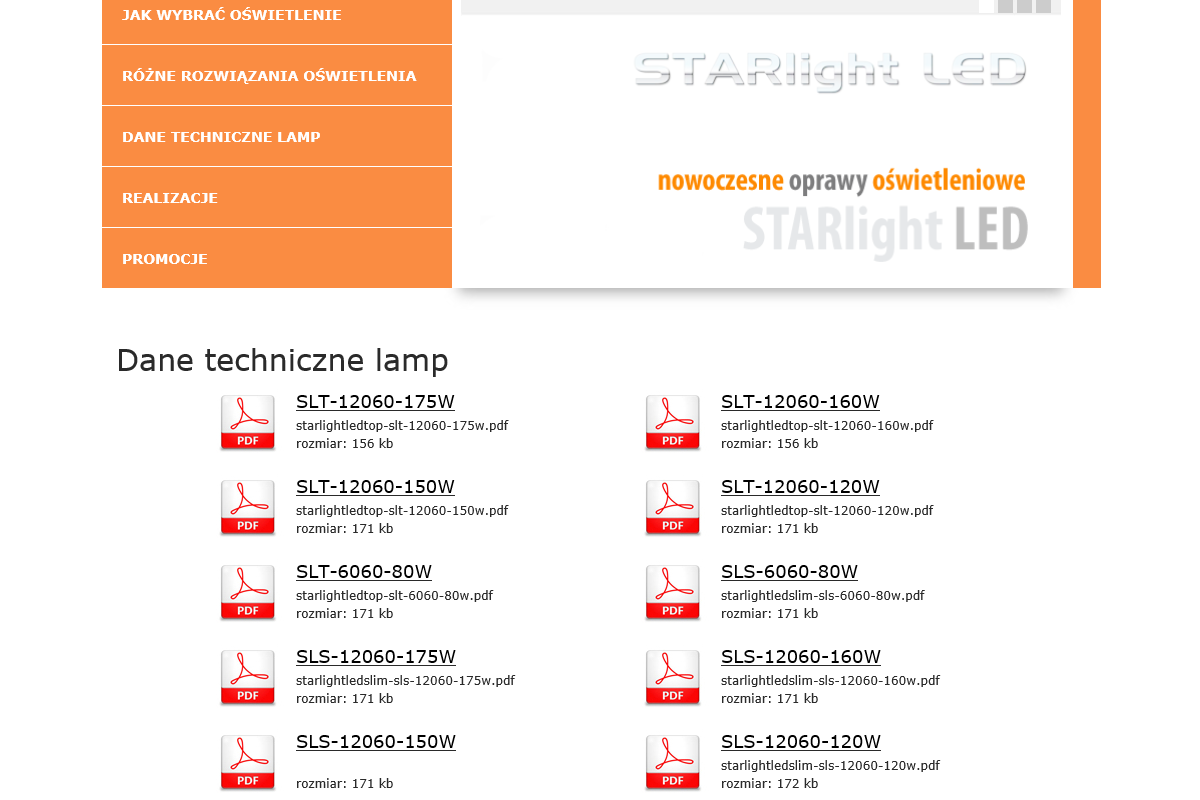 JAK WYBRAĆ OŚWIETLENIE
RÓŻNE ROZWIĄZANIA OŚWIETLENIA
DANE TECHNICZNE LAMP
REALIZACJE
PROMOCJE
STARlight LED
nowoczesne oprawy oświetleniowe
STARlight LED
Dane techniczne lamp
PDF
SLT-12060-175W
starlightledtop-slt-12060-175w.pdf
rozmiar: 156 kb
PDF
SLT-12060-160W
starlightledtop-slt-12060-160w.pdf
rozmiar: 156 kb
PDF
SLT-12060-150W
starlightledtop-slt-12060-150w.pdf
rozmiar: 171 kb
PDF
SLT-12060-120W
starlightledtop-slt-12060-120w.pdf
rozmiar: 171 kb
PDF
SLT-6060-80W
starlightledtop-slt-6060-80w.pdf
rozmiar: 171 kb
PDF
SLS-6060-80W
starlightledslim-sls-6060-80w.pdf
rozmiar: 171 kb
PDF
SLS-12060-175W
starlightledslim-sls-12060-175w.pdf
rozmiar: 171 kb
PDF
SLS-12060-160W
starlightledslim-sls-12060-160w.pdf
rozmiar: 171 kb
PDF
SLS-12060-150W
rozmiar: 171 kb
PDF
SLS-12060-120W
starlightledslim-sls-12060-120w.pdf
rozmiar: 172 kb